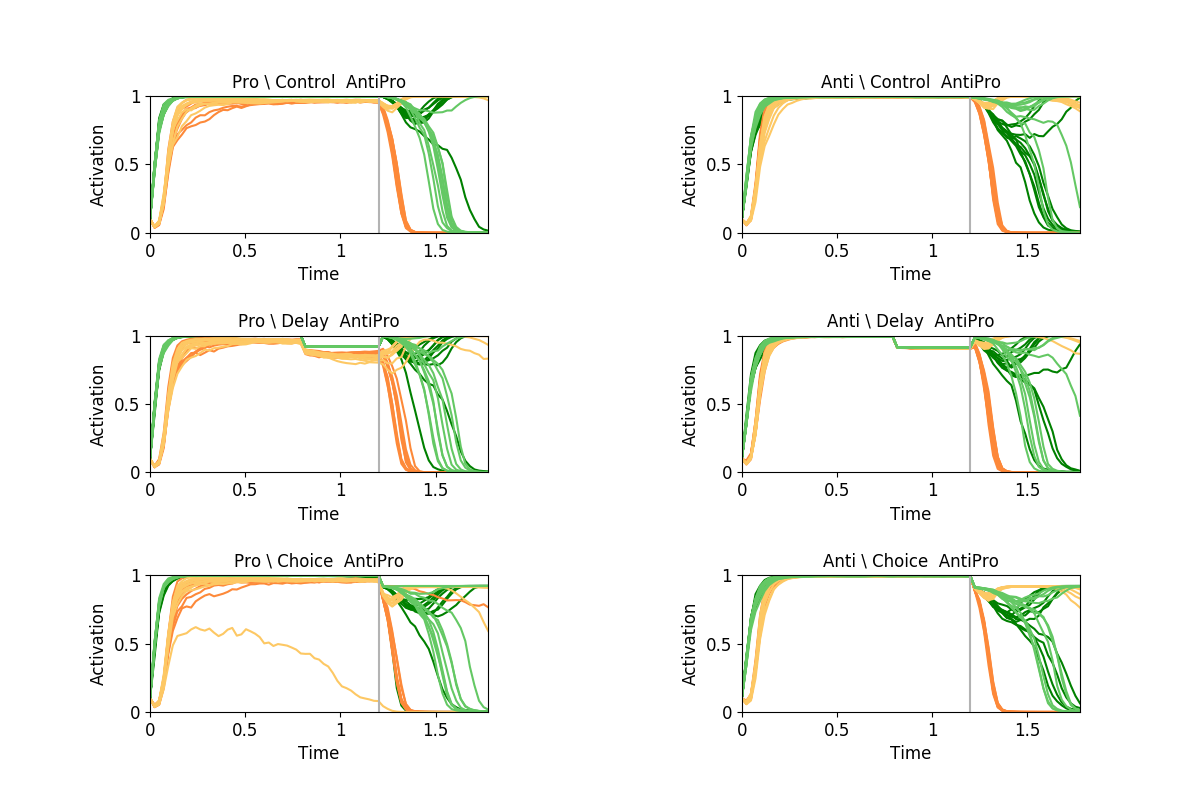 Pro \ Control  AntiPro
1
0.5
0
Activation
0
0.5
1
1.5
Time
Anti \ Control  AntiPro
1
0.5
0
Activation
0
0.5
1
1.5
Time
Pro \ Delay  AntiPro
1
0.5
0
Activation
0
0.5
1
1.5
Time
Anti \ Delay  AntiPro
1
0.5
0
Activation
0
0.5
1
1.5
Time
Pro \ Choice  AntiPro
1
0.5
0
Activation
0
0.5
1
1.5
Time
Anti \ Choice  AntiPro
1
0.5
0
Activation
0
0.5
1
1.5
Time